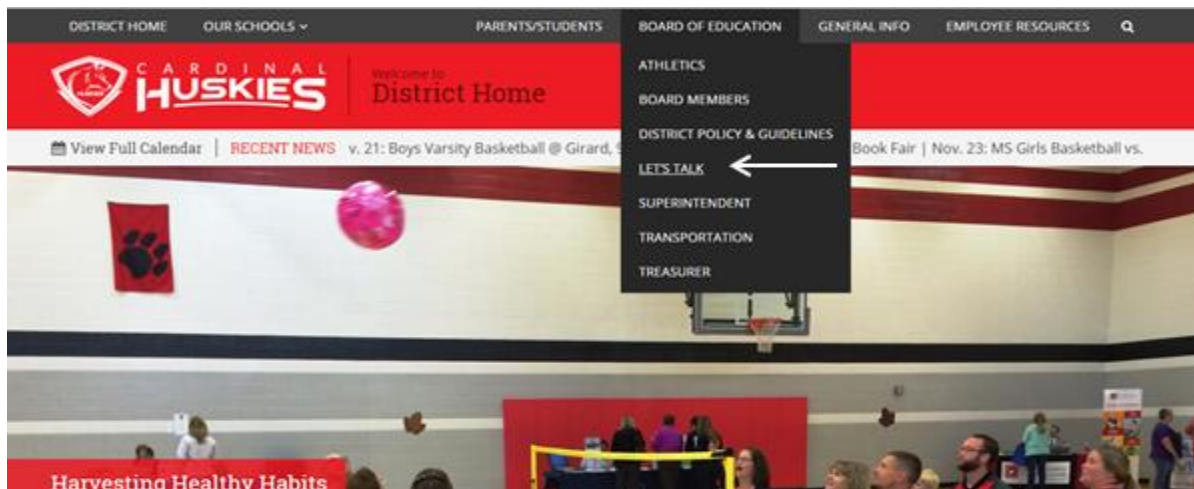 DISTRICT HOME OUR SCHOOLS PARENTS/STUDENTS BOARD OF EDUCATION GENERAL INFO EMPLOYEE RESOURCES
CARDINAL
HUSKIES
Welcome to
District Home
ATHLETICS
BOARD MEMBERS
DISTRICT POLICY & GUIDELINES
LET'S TALK
SUPERINTENDENT
TRANSPORTATION
TREASURER
View Full Calendar | RECENT NEWS v. 21: Boys Varsity Basketball @ Girard, Book Fair | Nov. 23: MS Girls Basketball vs.
Harvesting Healthy Habits